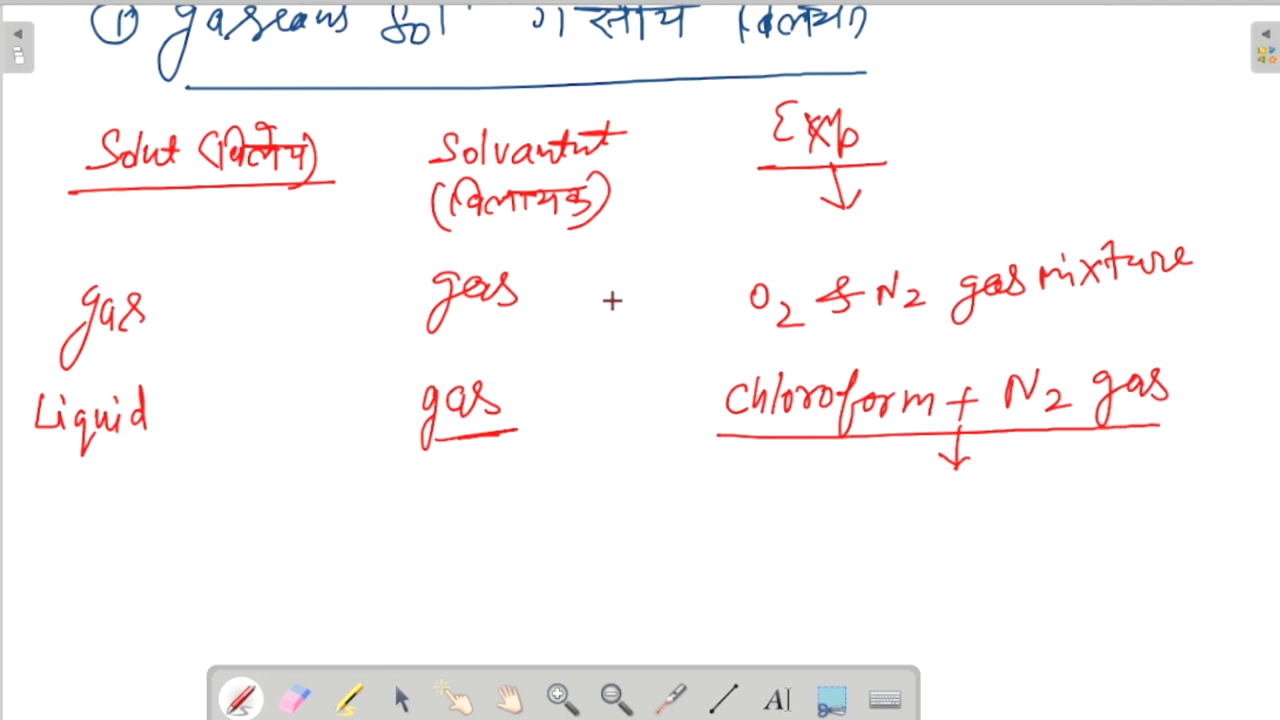 ① gaseous Sol गैसीय विलयन
Solut (विलेय) Solvantnt Exp
(विलायक)
gas gas O2 & N2 gas mixture
Liquid gas Chloroform + N2 gas
AI